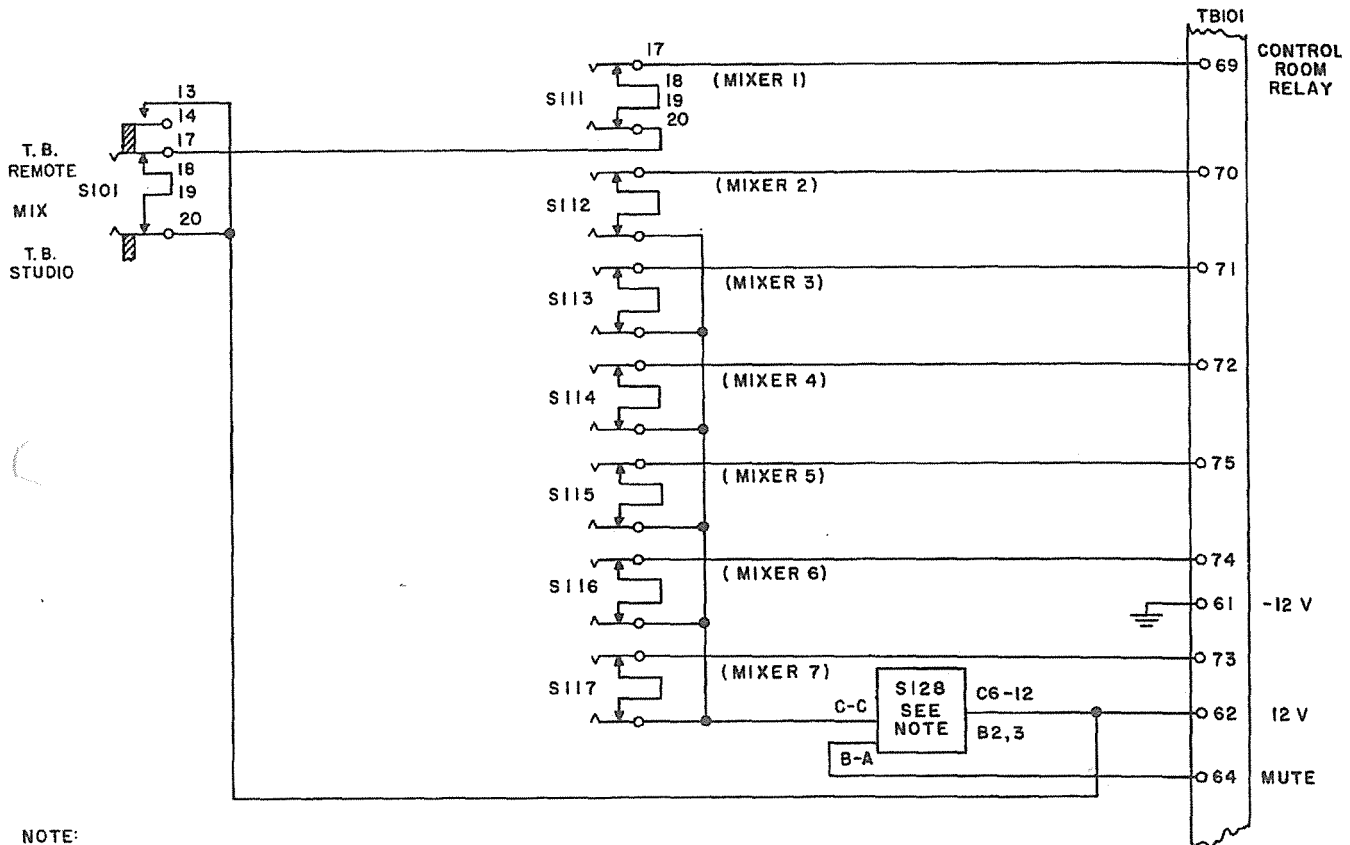 TB101
17
69
CONTROL
ROOM
RELAY
(MIXER 1)
18
19
20
S111
13
14
17
18
19
20
T. B.
REMOTE
S101
MIX
T. B.
STUDIO
70
(MIXER 2)
S112
71
(MIXER 3)
S113
72
(MIXER 4)
S114
75
(MIXER 5)
S115
74
(MIXER 6)
S116
61
-12 V
73
(MIXER 7)
S117
C-C
S128
SEE
NOTE
C6-12
B2,3
62
12 V
B-A
64
MUTE
NOTE: